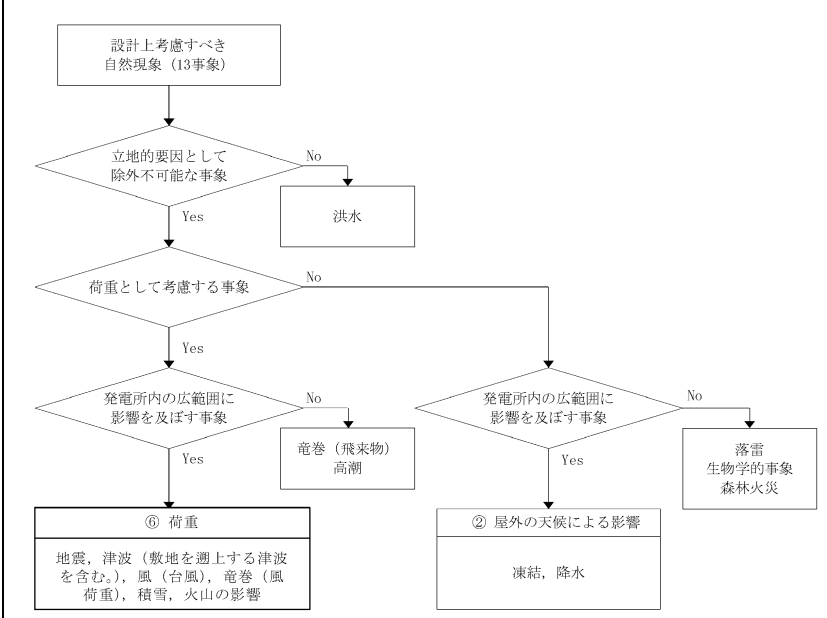 設計上考慮すべき
自然現象（13事象）
立地的要因として
除外不可能な事象
No
洪水
Yes
荷重として考慮する事象
No
Yes
発電所内の広範囲に
影響を及ぼす事象
No
竜巻（飛来物）
高潮
Yes
発電所内の広範囲に
影響を及ぼす事象
No
落雷
生物学的事象
森林火災
Yes
⑥ 荷重
地震，津波（敷地を遡上する津波
を含む。），風（台風），竜巻（風
荷重），積雪，火山の影響
② 屋外の天候による影響
凍結，降水